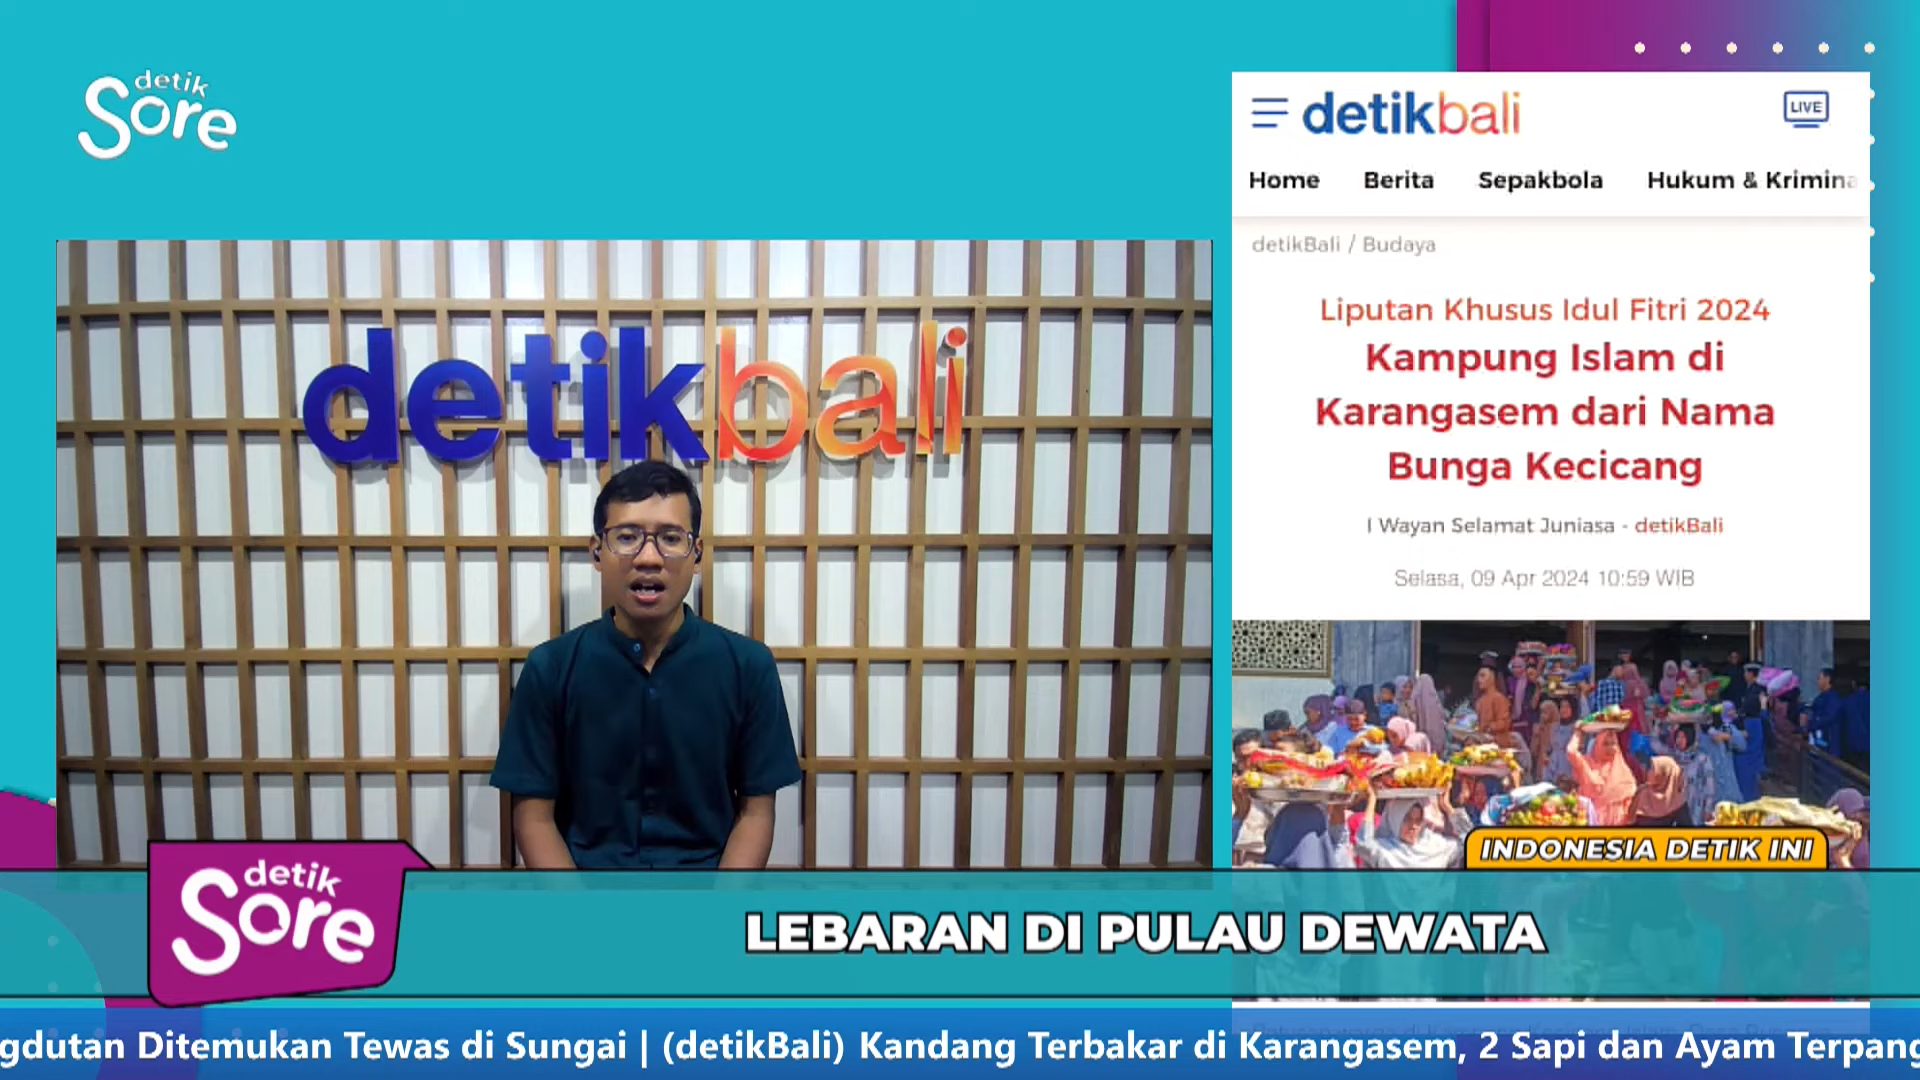 detik
Sore
detikbali
LIVE
Home Berita Sepakbola Hukum & Krimina
detikBali / Budaya
Liputan Khusus Idul Fitri 2024
Kampung Islam di
Karangasem dari Nama
Bunga Kecicang
I Wayan Selamat Juniasa - detikBali
Selasa, 09 Apr 2024 10:59 WIB
detikbali
INDONESIA DETIK INI
detik
Sore
LEBARAN DI PULAU DEWATA
gdutan Ditemukan Tewas di Sungai | (detikBali) Kandang Terbakar di Karangasem, 2 Sapi dan Ayam Terpang